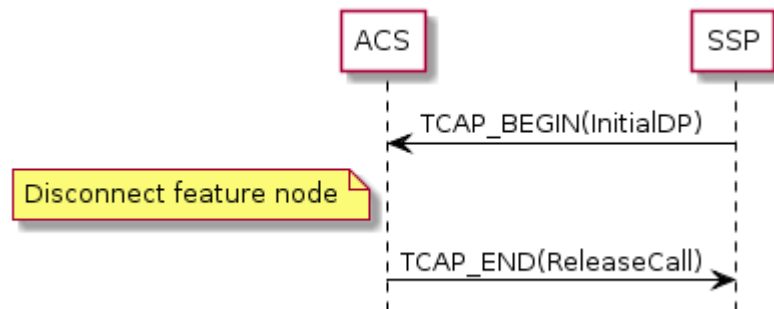 ACS
SSP
TCAP_BEGIN(InitialDP)
Disconnect feature node
TCAP_END(ReleaseCall)